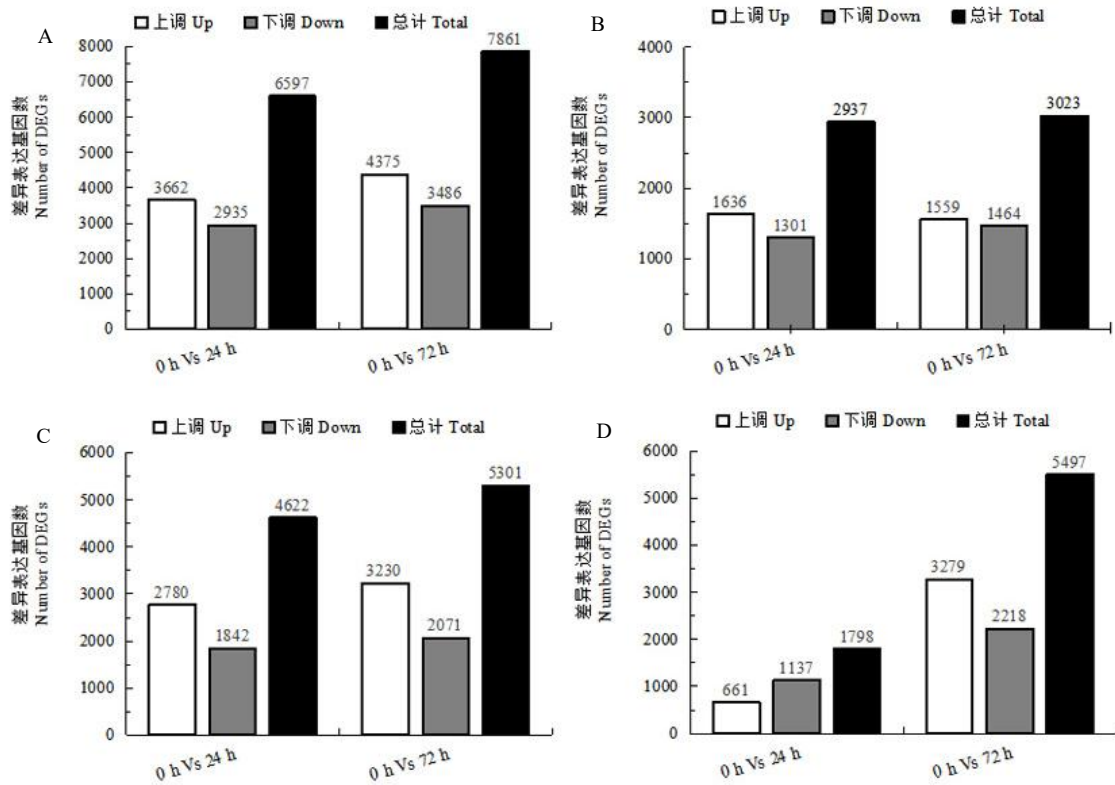 A
上调 Up 下调 Down 总计 Total
差异表达基因数
Number of DEGs
8000
7000
6000
5000
4000
3000
2000
1000
0
3662
2935
6597
4375
3486
7861
0 h Vs 24 h
0 h Vs 72 h
B
上调 Up 下调 Down 总计 Total
差异表达基因数
Number of DEGs
4000
3000
2000
1000
0
1636
1301
2937
1559
1464
3023
0 h Vs 24 h
0 h Vs 72 h
C
上调 Up 下调 Down 总计 Total
差异表达基因数
Number of DEGs
6000
5000
4000
3000
2000
1000
0
2780
1842
4622
3230
2071
5301
0 h Vs 24 h
0 h Vs 72 h
D
上调 Up 下调 Down 总计 Total
差异表达基因数
Number of DEGs
6000
5000
4000
3000
2000
1000
0
661
1137
1798
3279
2218
5497
0 h Vs 24 h
0 h Vs 72 h